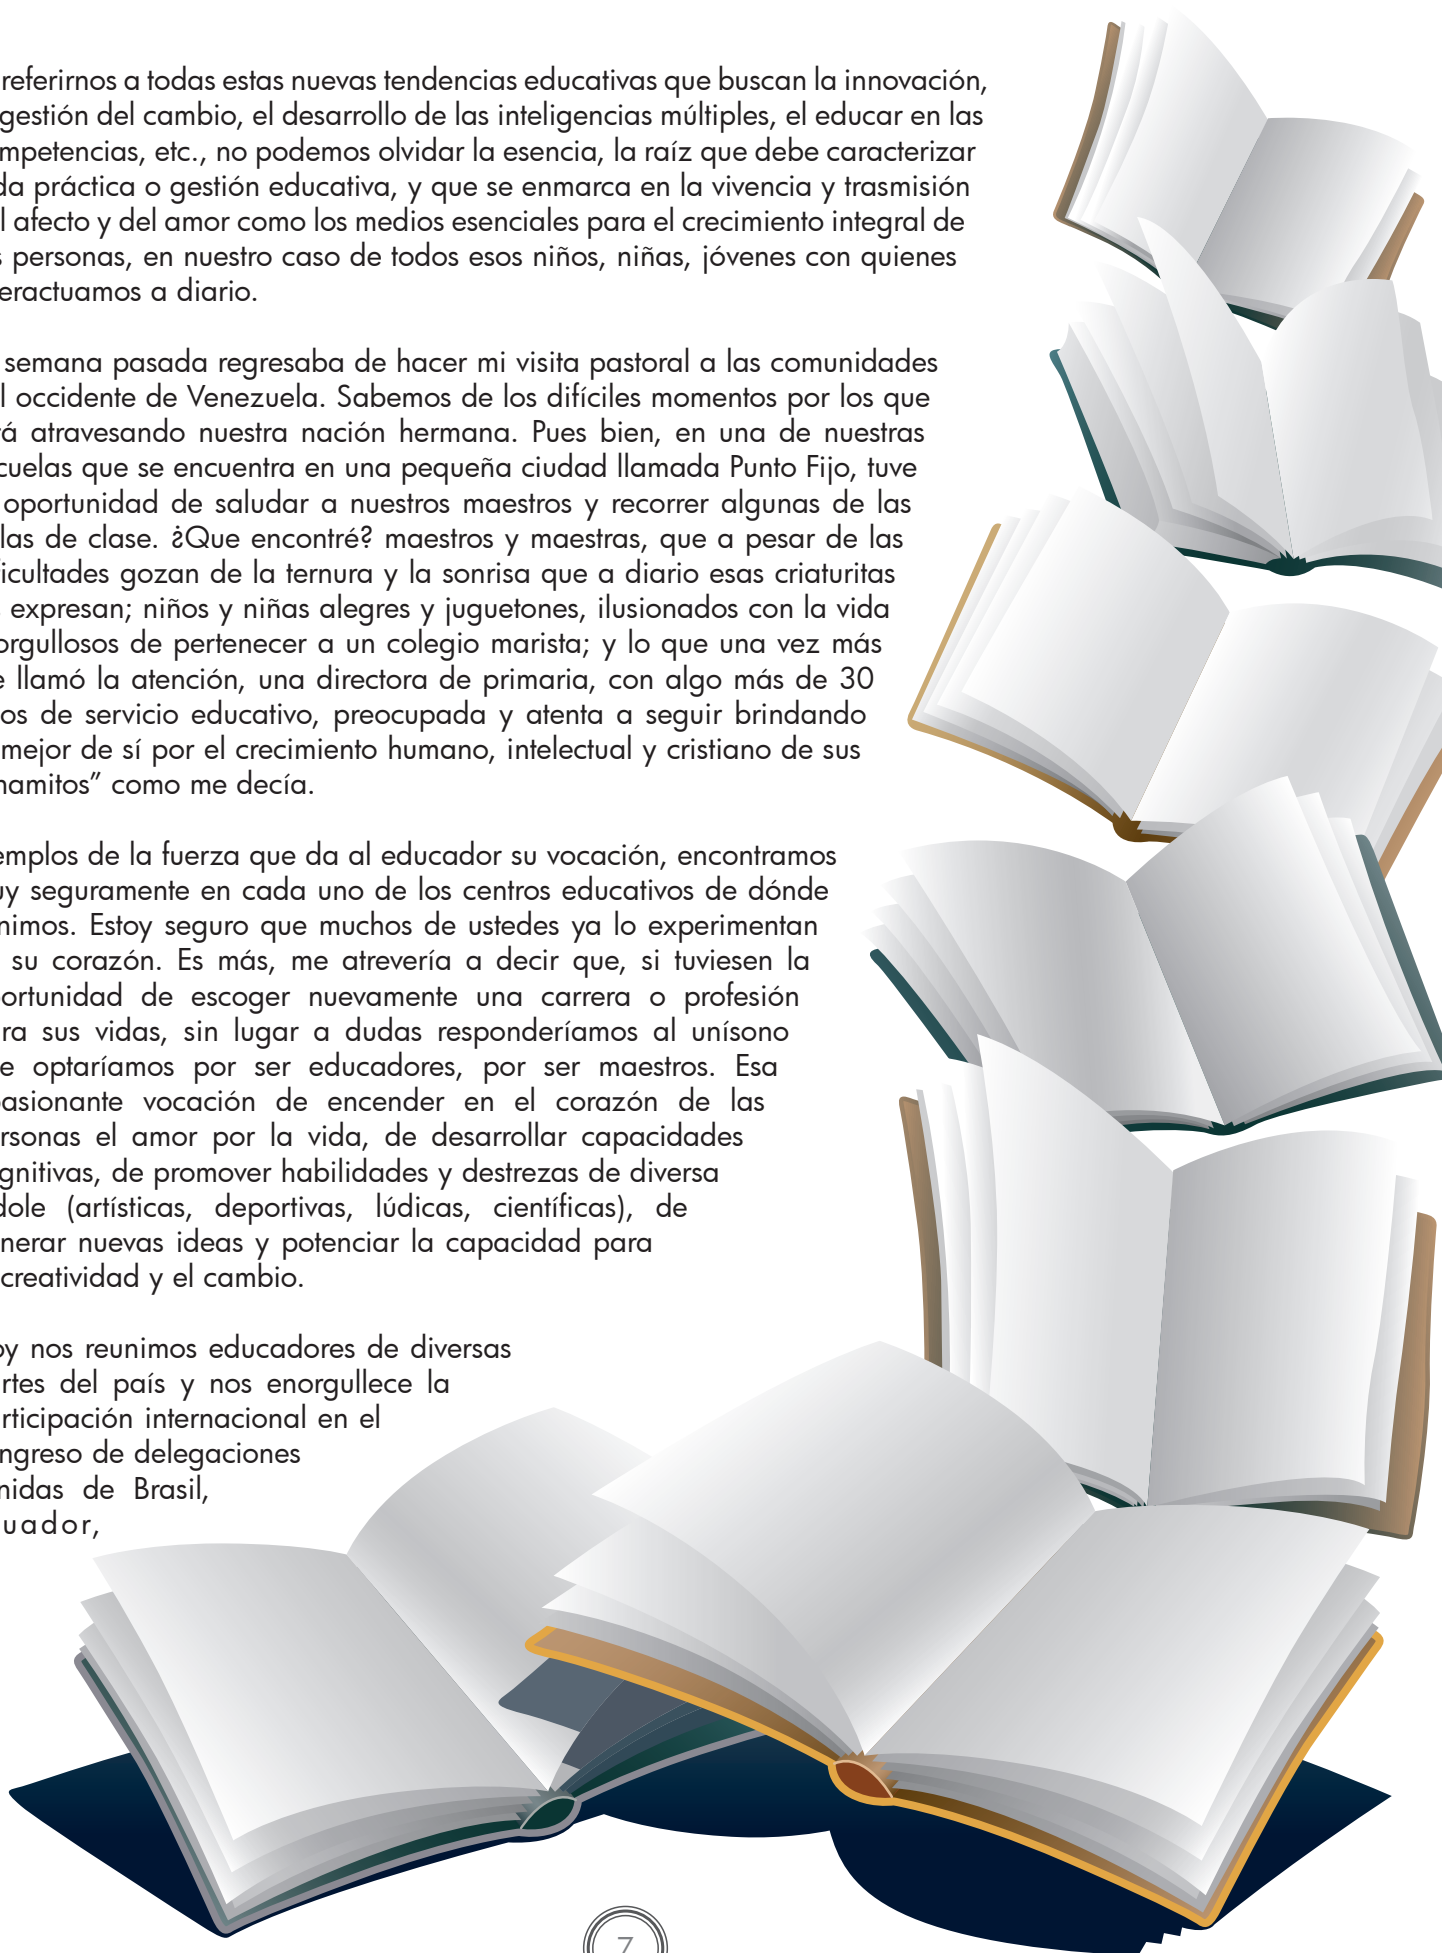 referirnos a todas estas nuevas tendencias educativas que buscan la innovación,
gestión del cambio, el desarrollo de las inteligencias múltiples, el educar en las
mpetencias, etc., no podemos olvidar la esencia, la raíz que debe caracterizar
da práctica o gestión educativa, y que se enmarca en la vivencia y trasmisión
l afecto y del amor como los medios esenciales para el crecimiento integral de
s personas, en nuestro caso de todos esos niños, niñas, jóvenes con quienes
eractuamos a diario.
semana pasada regresaba de hacer mi visita pastoral a las comunidades
l occidente de Venezuela. Sabemos de los difíciles momentos por los que
tá atravesando nuestra nación hermana. Pues bien, en una de nuestras
cuelas que se encuentra en una pequeña ciudad llamada Punto Fijo, tuve
oportunidad de saludar a nuestros maestros y recorrer algunas de las
las de clase. ¿Que encontré? maestros y maestras, que a pesar de las
icultades gozan de la ternura y la sonrisa que a diario esas criaturitas
s expresan; niños y niñas alegres y juguetones, ilusionados con la vida
orgullosos de pertenecer a un colegio marista; y lo que una vez más
e llamó la atención, una directora de primaria, con algo más de 30
os de servicio educativo, preocupada y atenta a seguir brindando
mejor de sí por el crecimiento humano, intelectual y cristiano de sus
hamitos” como me decía.
emplos de la fuerza que da al educador su vocación, encontramos
uy seguramente en cada uno de los centros educativos de dónde
nimos. Estoy seguro que muchos de ustedes ya lo experimentan
su corazón. Es más, me atrevería a decir que, si tuviesen la
ortunidad de escoger nuevamente una carrera o profesión
ra sus vidas, sin lugar a dudas responderíamos al unísono
e optaríamos por ser educadores, por ser maestros. Esa
asionante vocación de encender en el corazón de las
rsonas el amor por la vida, de desarrollar capacidades
gnitivas, de promover habilidades y destrezas de diversa
dole (artísticas, deportivas, lúdicas, científicas), de
nerar nuevas ideas y potenciar la capacidad para
creatividad y el cambio.
oy nos reunimos educadores de diversas
rtes del país y nos enorgullece la
rticipación internacional en el
ngreso de delegaciones
nidas de Brasil,
uador,
7